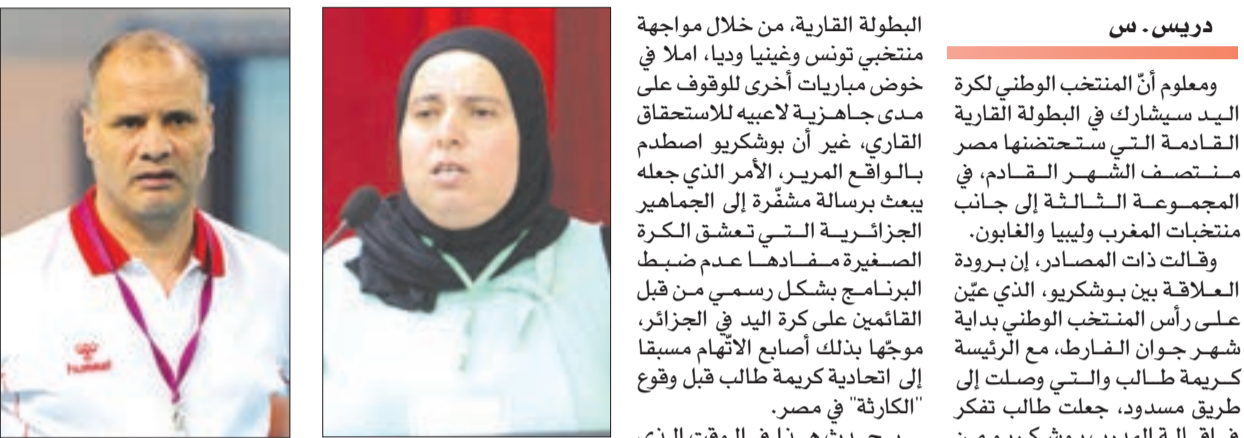 دريس. س
ومعلوم أنّ المنتخب الوطني لكرة
اليد سيشارك في البطولة القارية
القادمة التي ستحتضنها مصر
منتصف الشهر القادم، في
المجموعة الثالثة إلى جانب
منتخبات المغرب وليبيا والغابون.
وقالت ذات المصادر، إن برودة
العلاقة بين بوشكريو، الذي عيّن
على رأس المنتخب الوطني بداية
شهر جوان الفارط، مع الرئيسة
كريمة طالب والتي وصلت إلى
طريق مسدود، جعلت طالب تفكر
البطولة القارية، من خلال مواجهة
منتخبي تونس وغينيا وديا، املا في
خوض مباريات أخرى للوقوف على
مدى جاهزية لاعبيه للاستحقاق
القاري، غير أن بوشكريو اصطدم
بالواقع المرير، الأمر الذي جعله
يبعث برسالة مشفّرة إلى الجماهير
الجزائرية التي تعشق الكرة
الصغيرة مفادها عدم ضبط
البرنامج بشكل رسمي من قبل
القائمين على كرة اليد في الجزائر،
موجّها بذلك أصابع الاتّهام مسبقا
إلى اتحادية كريمة طالب قبل وقوع
"الكارثة" في مصر.
hummel